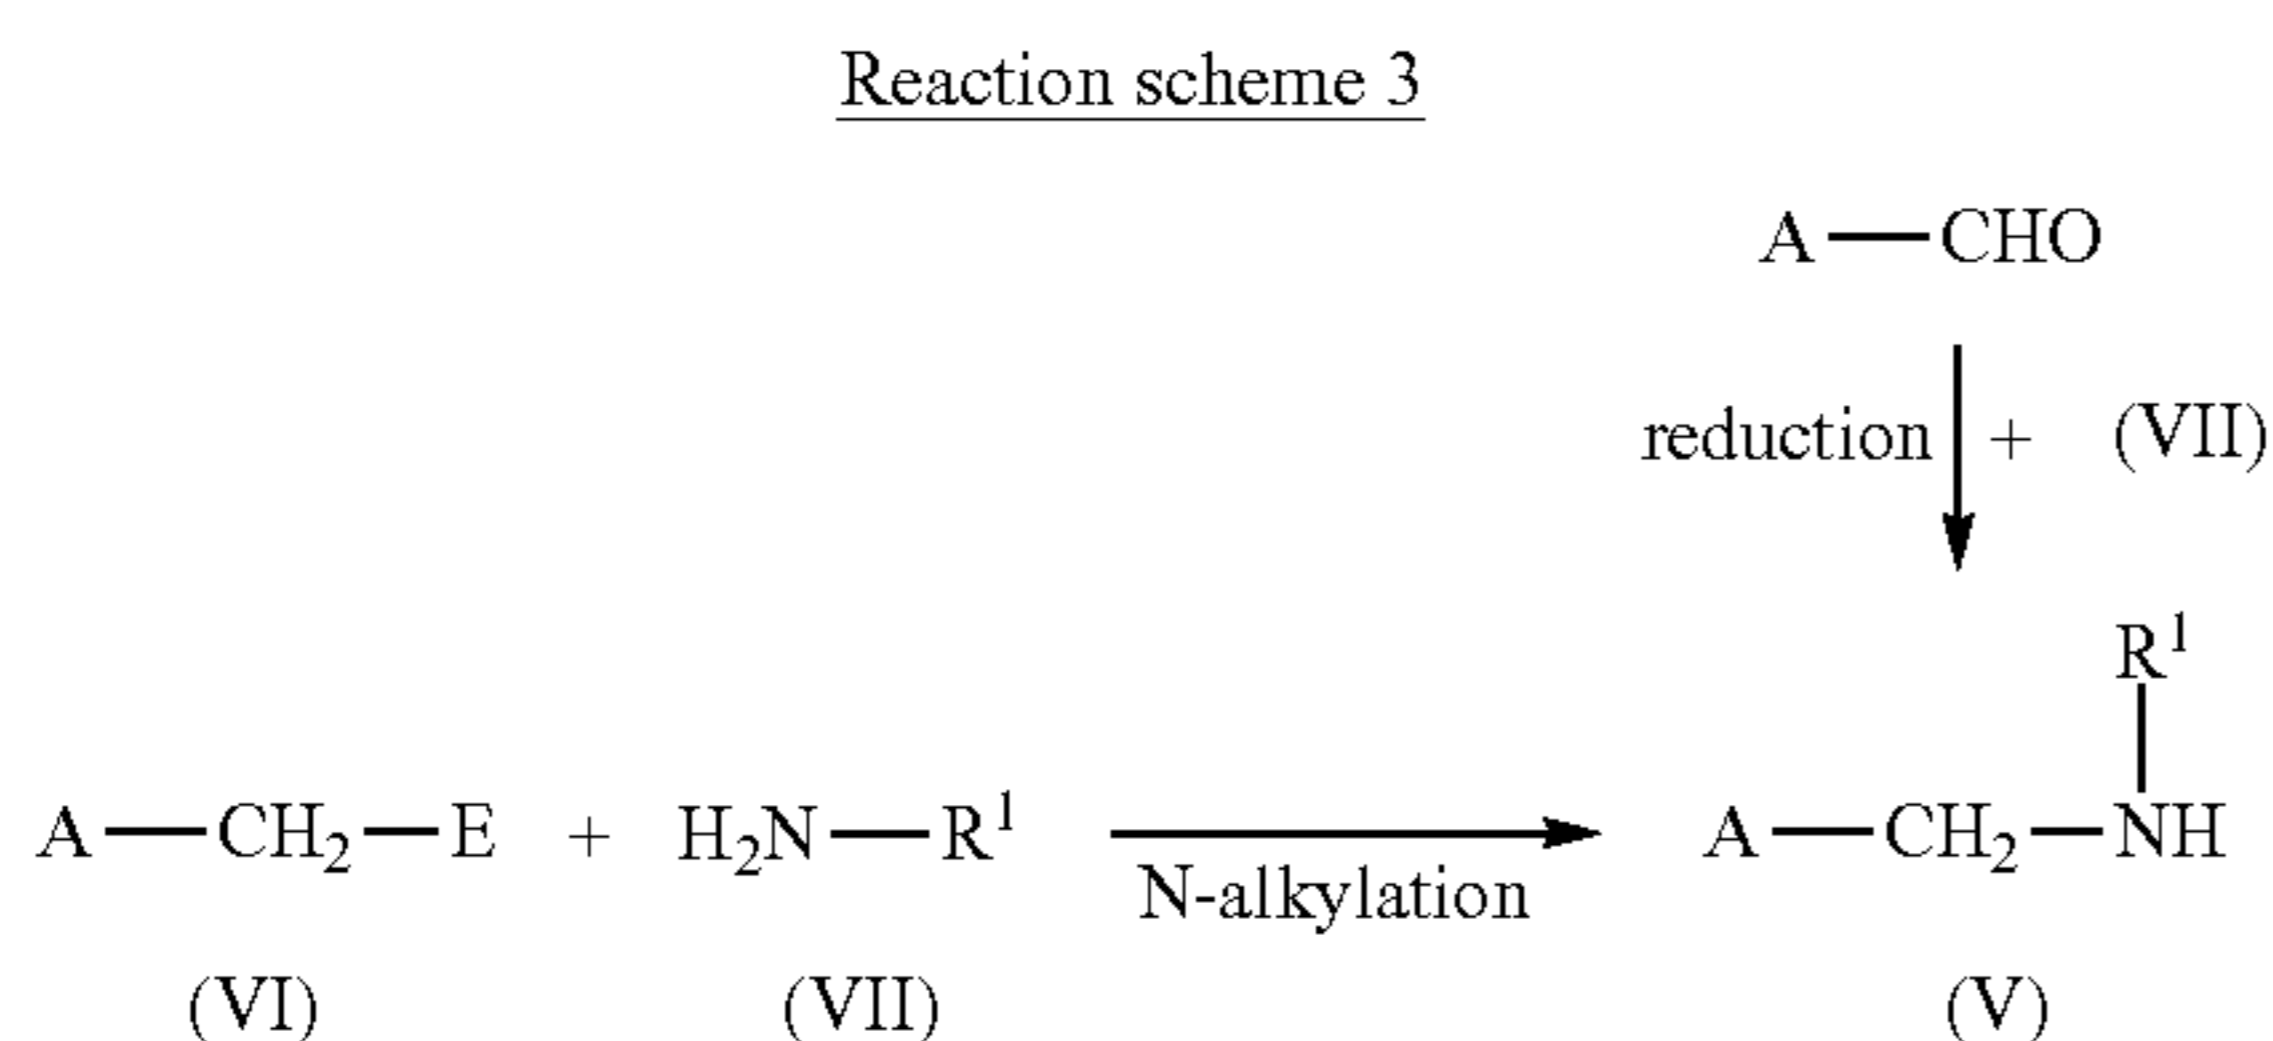 Reaction scheme 3
A—CHO
reduction + (VII)
R¹
A—CH₂—E + H₂N—R¹ A—CH₂—NH
N-alkylation
(VI) (VII) (V)